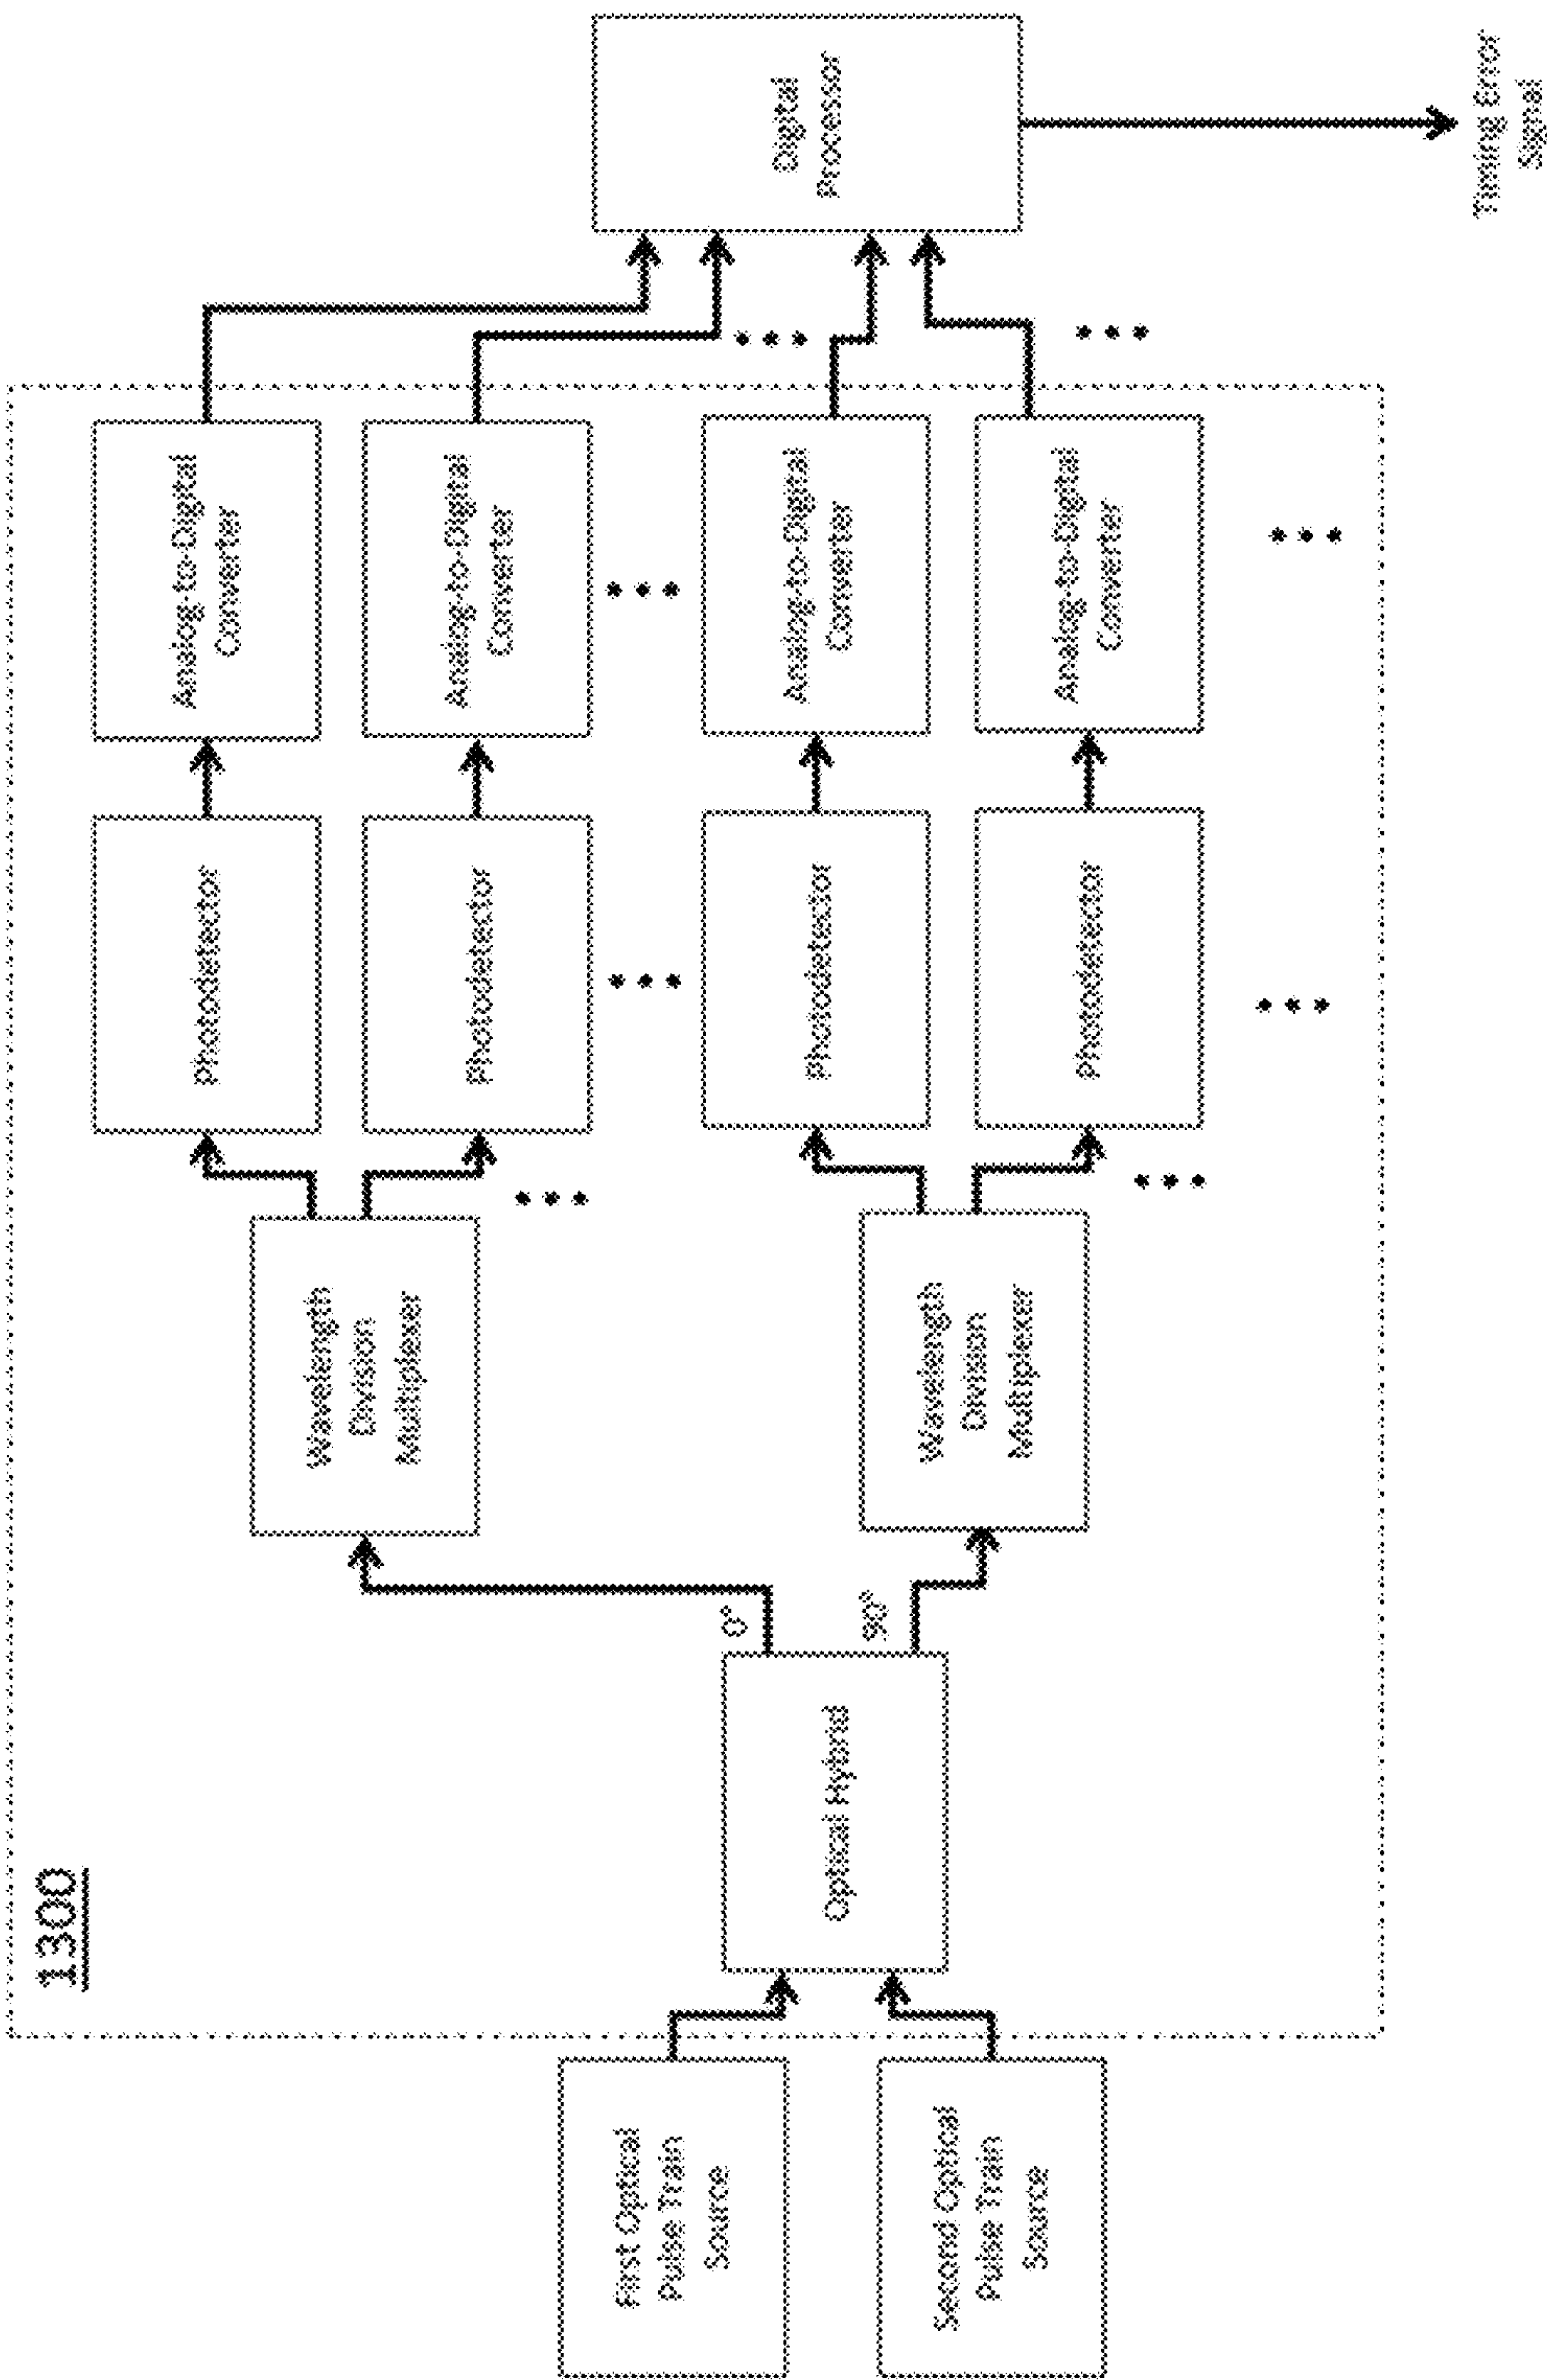 1300
First Optical
Pulse Train
Source
Second Optical
Pulse Train
Source
Optical Hybrid
0°
90°
Wavelength
Division
Multiplexer
Wavelength
Division
Multiplexer
Photodetector
Photodetector
Photodetector
Photodetector
Analog-to-Digital
Converter
Analog-to-Digital
Converter
Analog-to-Digital
Converter
Analog-to-Digital
Converter
Digital
Processor
Timing Error
Signal